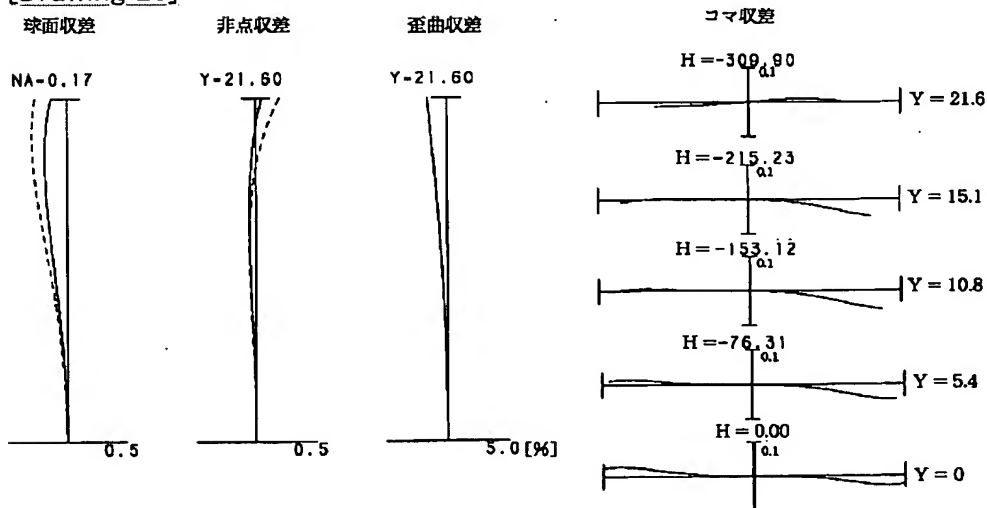 球面収差
非点収差
歪曲収差
コマ収差
NA=0.17
Y=21.60
Y=21.60
0.5
0.5
5.0[%]
H=-309.90
0.1
Y = 21.6
H=-215.23
0.1
Y = 15.1
H=-153.12
0.1
Y = 10.8
H=-76.31
0.1
Y = 5.4
H = 0.00
0.1
Y = 0